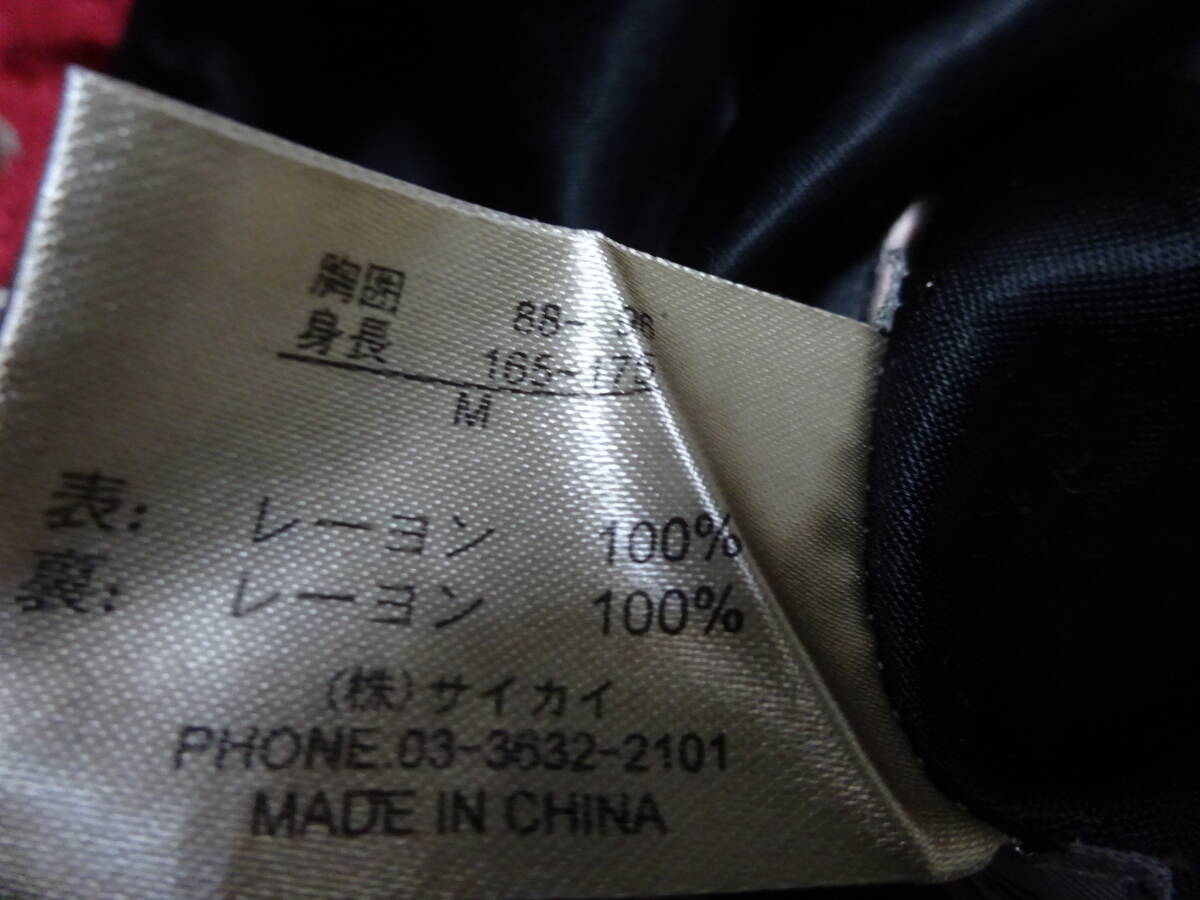 胸囲 88~96
身長 165~175
M
表: レーヨン 100%
裏: レーヨン 100%
(株)サイカイ
PHONE.03-3632-2101
MADE IN CHINA